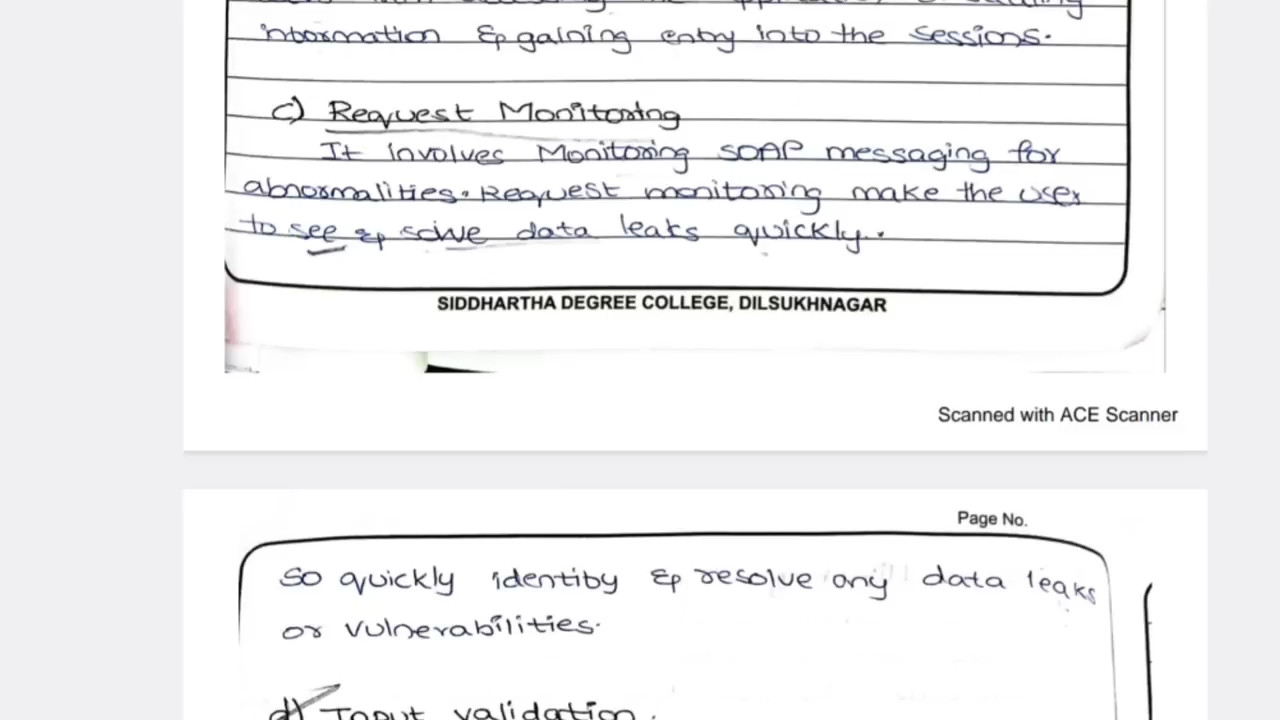 information & gaining entry into the sessions.
c) Request Monitoring
It involves Monitoring SOAP messaging for
abnormalities. Request monitoring make the user
to see & solve data leaks quickly.
SIDDHARTHA DEGREE COLLEGE, DILSUKHNAGAR
Scanned with ACE Scanner
Page No.
So quickly identiby & resolve any data leaks
or vulnerabilities.
d) Input validation.